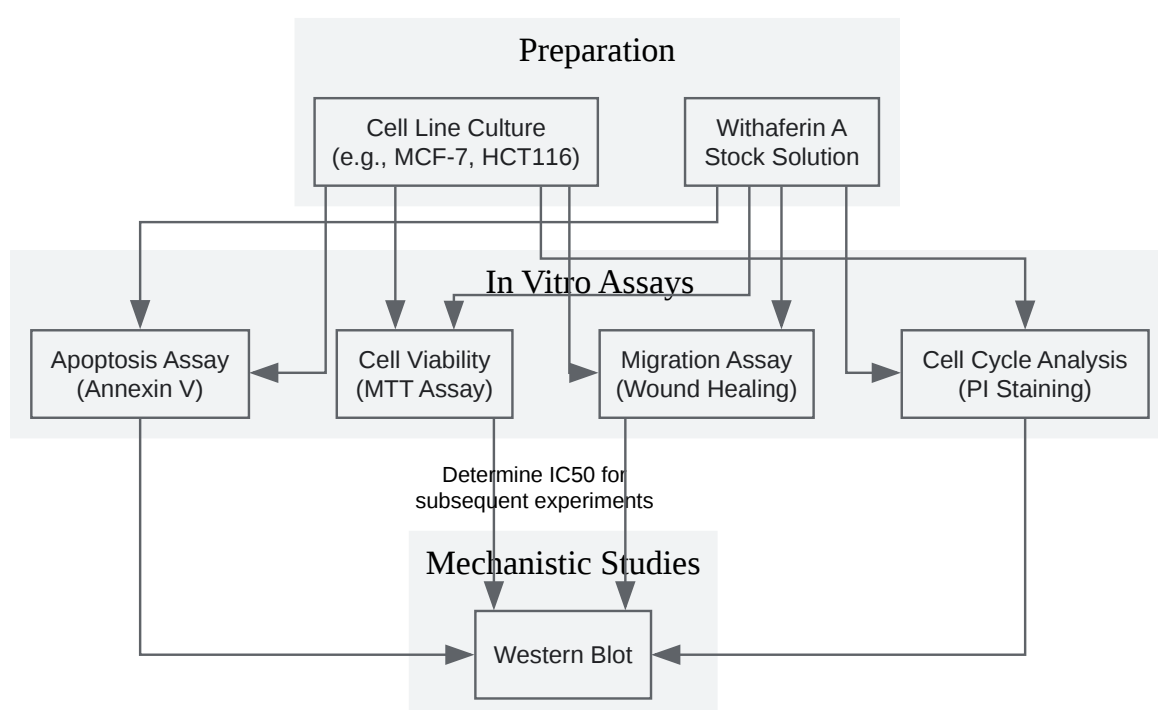 Preparation
Cell Line Culture
(e.g., MCF-7, HCT116)
Withaferin A
Stock Solution
In Vitro Assays
Apoptosis Assay
(Annexin V)
Cell Viability
(MTT Assay)
Migration Assay
(Wound Healing)
Cell Cycle Analysis
(PI Staining)
Determine IC50 for
subsequent experiments
Mechanistic Studies
Western Blot